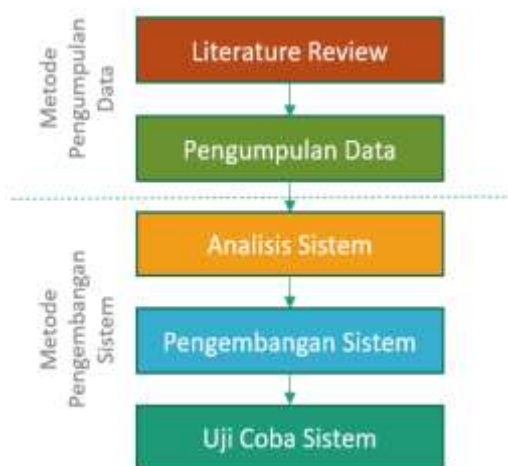 Metode
Pengumpulan
Data
Literature Review
Pengumpulan Data
Metode
Pengembangan
Sistem
Analisis Sistem
Pengembangan Sistem
Uji Coba Sistem